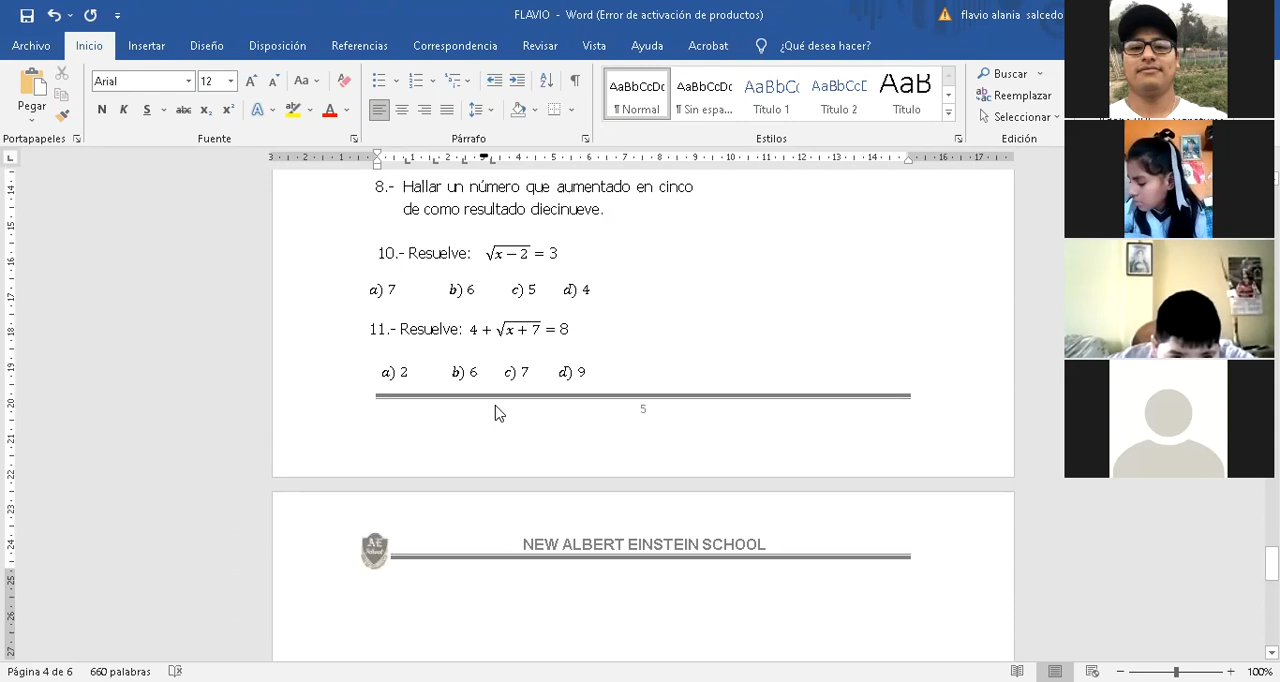 FLAVIO - Word (Error de activación de productos)
flavio alania salcedo
Archivo Inicio Insertar Diseño Disposición Referencias Correspondencia Revisar Vista Ayuda Acrobat ¿Qué desea hacer?
Pegar
Arial 12
Portapapeles Fuente Párrafo Estilos Edición
AaBbCcDc AaBbCcDc AaBbC( AaBbCcE AaB
¶ Normal ¶ Sin espa... Título 1 Título 2 Título
Buscar
Reemplazar
Seleccionar
8.- Hallar un número que aumentado en cinco
de como resultado diecinueve.
10.- Resuelve: √x − 2 = 3
a) 7 b) 6 c) 5 d) 4
11.- Resuelve: 4 + √x + 7 = 8
a) 2 b) 6 c) 7 d) 9
5
AE
School
NEW ALBERT EINSTEIN SCHOOL
Página 4 de 6 660 palabras
100%